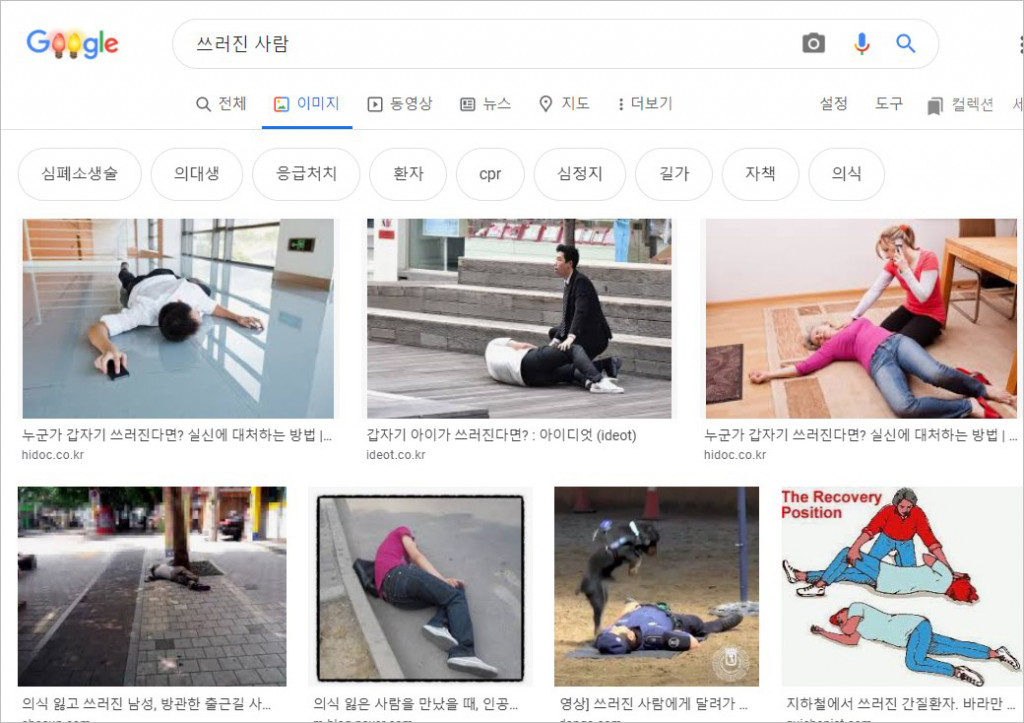 Google
쓰러진 사람
전체 이미지 동영상 뉴스 지도 더보기 설정 도구 컬렉션
심폐소생술 의대생 응급처치 환자 cpr 심정지 길가 자책 의식
누군가 갑자기 쓰러진다면? 실신에 대처하는 방법 |...
hidoc.co.kr
갑자기 아이가 쓰러진다면? : 아이디엇 (ideot)
ideot.co.kr
누군가 갑자기 쓰러진다면? 실신에 대처하는 방법 | ...
hidoc.co.kr
The Recovery
Position
의식 잃고 쓰러진 남성, 방관한 출근길 사...
의식 잃은 사람을 만났을 때, 인공...
m.blog.naver.com
영상] 쓰러진 사람에게 달려가 ...
지하철에서 쓰러진 간질환자. 바라만 ...